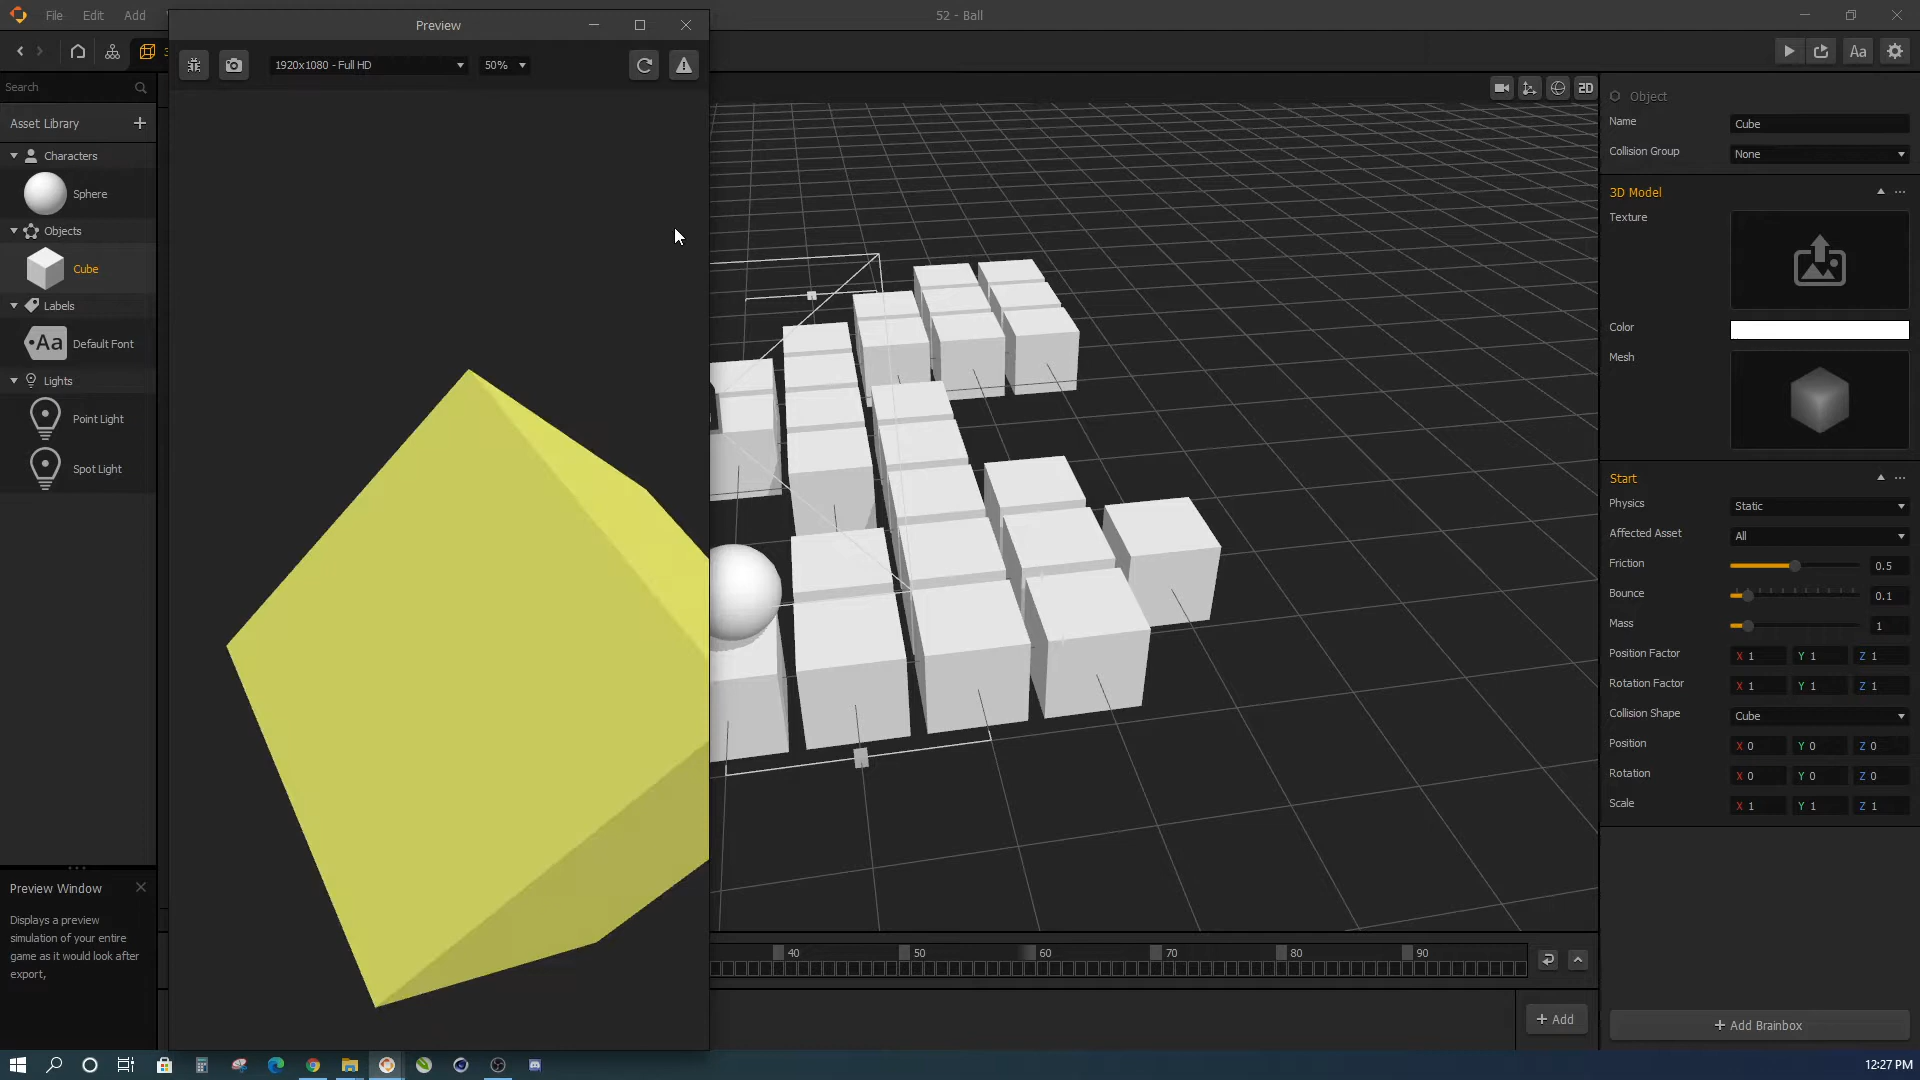 File Edit Add
52 - Ball
Preview
1920x1080 - Full HD
50%
Aa
2D
Search
Asset Library
Characters
Sphere
Objects
Cube
Labels
Aa Default Font
Lights
Point Light
Spot Light
Preview Window
Displays a preview
simulation of your entire
game as it would look after
export,
40 50 60 70 80 90
+ Add
Object
Name Cube
Collision Group None
3D Model
Texture
Color
Mesh
Start
Physics Static
Affected Asset All
Friction 0.5
Bounce 0.1
Mass 1
Position Factor X 1 Y 1 Z 1
Rotation Factor X 1 Y 1 Z 1
Collision Shape Cube
Position X 0 Y 0 Z 0
Rotation X 0 Y 0 Z 0
Scale X 1 Y 1 Z 1
+ Add Brainbox
12:27 PM